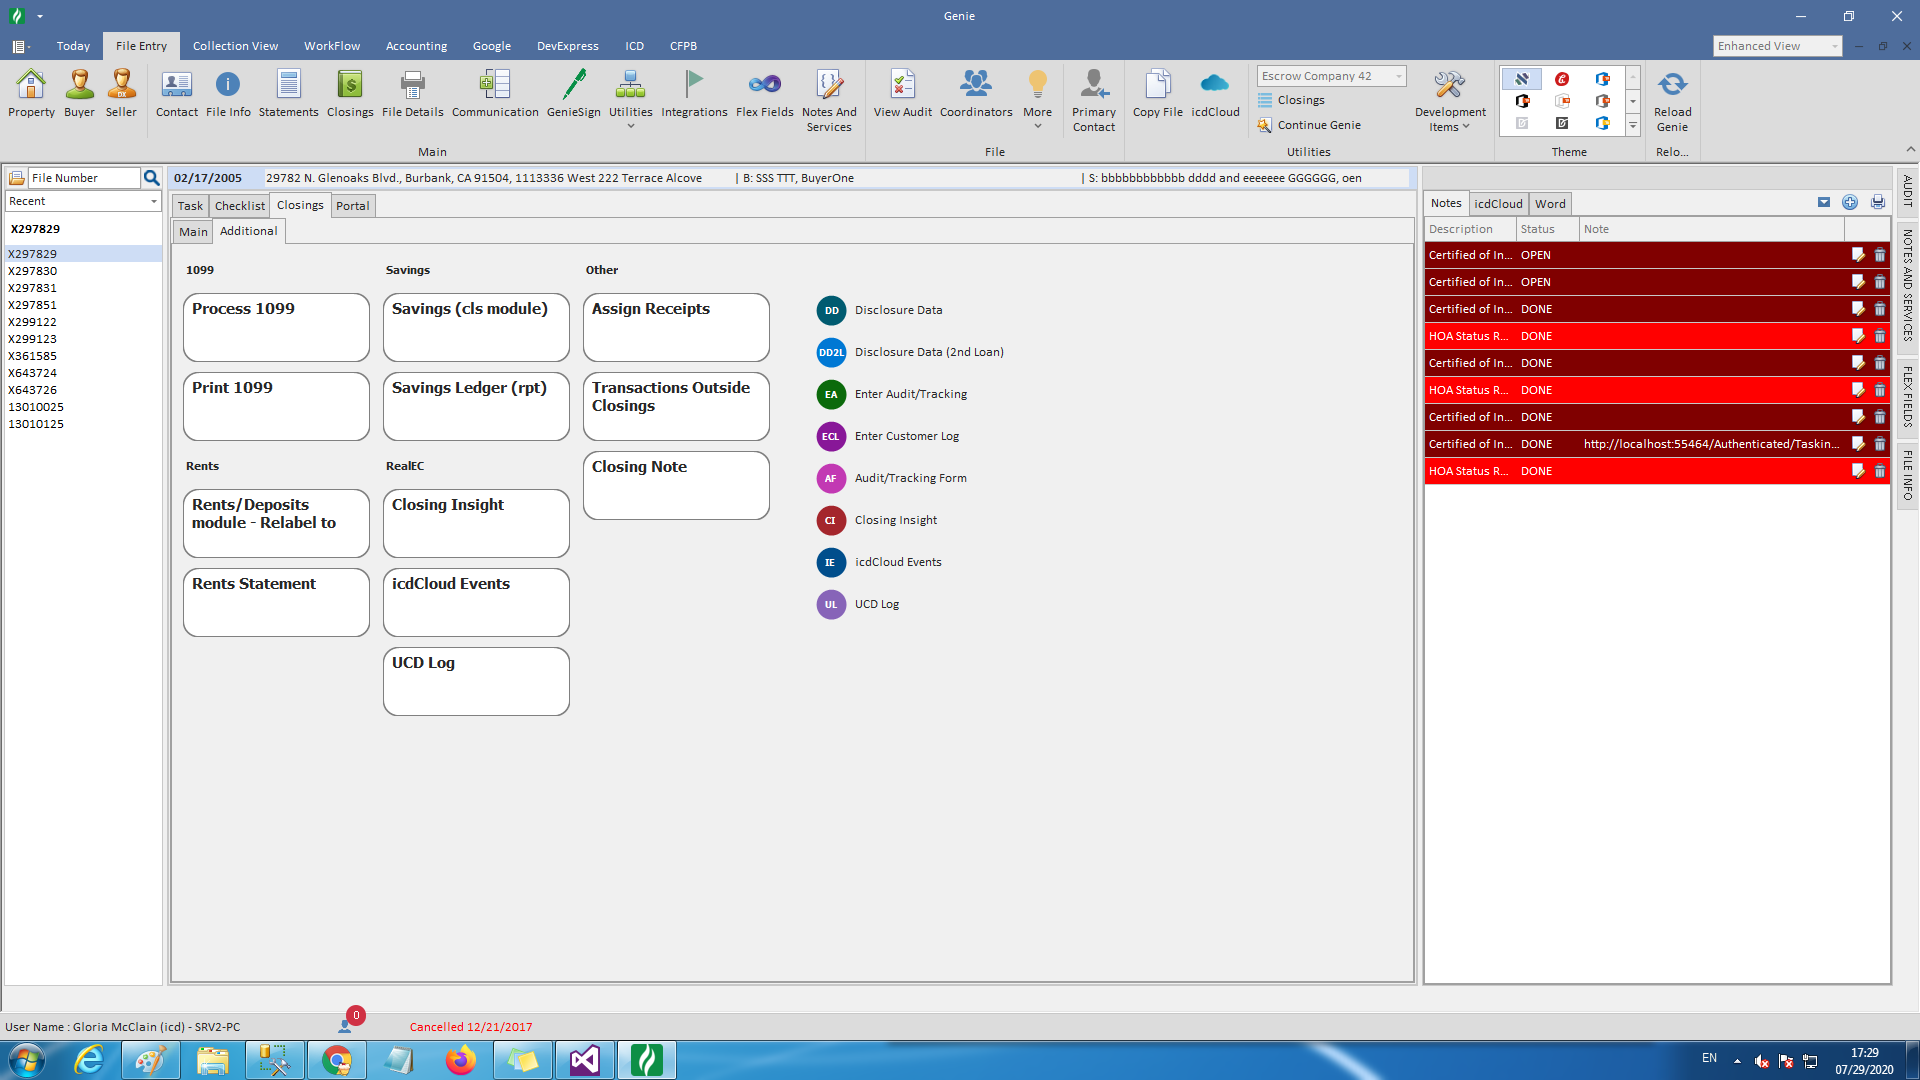 Genie
Today
File Entry
Collection View
WorkFlow
Accounting
Google
DevExpress
ICD
CFPB
Enhanced View
Property
Buyer
Seller
Contact
File Info
Statements
Closings
File Details
Communication
GenieSign
Utilities
Integrations
Flex Fields
Notes And
Services
Main
View Audit
Coordinators
More
File
Primary
Contact
Copy File
icdCloud
Escrow Company 42
Closings
Continue Genie
Utilities
Development
Items
Theme
Reload
Genie
Relo...
File Number
Recent
X297829
X297829
X297830
X297831
X297851
X299122
X299123
X361585
X643724
X643726
13010025
13010125
02/17/2005
29782 N. Glenoaks Blvd., Burbank, CA 91504, 1113336 West 222 Terrace Alcove
| B: SSS TTT, BuyerOne
| S: bbbbbbbbbbbb dddd and eeeeeee GGGGGG, oen
Task
Checklist
Closings
Portal
Main
Additional
1099
Process 1099
Print 1099
Rents
Rents/Deposits
module - Relabel to
Rents Statement
Savings
Savings (cls module)
Savings Ledger (rpt)
RealEC
Closing Insight
icdCloud Events
UCD Log
Other
Assign Receipts
Transactions Outside
Closings
Closing Note
DD Disclosure Data
DD2L Disclosure Data (2nd Loan)
EA Enter Audit/Tracking
ECL Enter Customer Log
AF Audit/Tracking Form
CI Closing Insight
IE icdCloud Events
UL UCD Log
Notes
icdCloud
Word
Description Status Note
Certified of In... OPEN
Certified of In... OPEN
Certified of In... DONE
HOA Status R... DONE
Certified of In... DONE
HOA Status R... DONE
Certified of In... DONE
Certified of In... DONE http://localhost:55464/Authenticated/Taskin...
HOA Status R... DONE
AUDIT
NOTES AND SERVICES
FLEX FIELDS
FILE INFO
User Name : Gloria McClain (icd) - SRV2-PC
0
Cancelled 12/21/2017
EN
17:29
07/29/2020